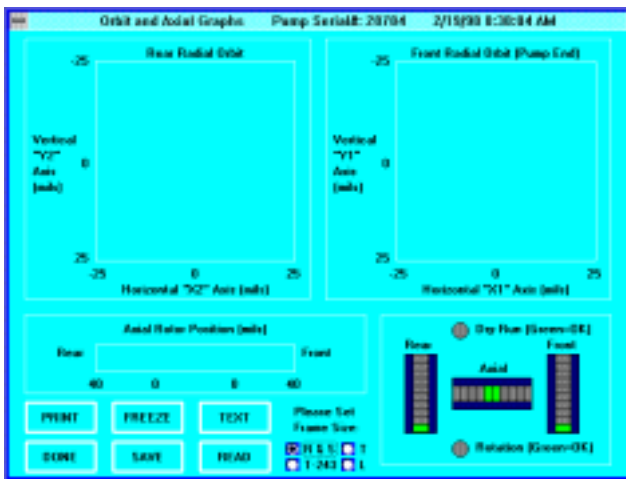 Orbit and Axial Graphs Pump Serial#: 20704 2/19/98 8:38:04 AM
Rear Radial Orbit
-25
Vertical
"Y2"
Axis
(mils)
0
25
-25 0 25
Horizontal "X2" Axis (mils)
Front Radial Orbit (Pump End)
-25
Vertical
"Y1"
Axis
(mils)
0
25
-25 0 25
Horizontal "X1" Axis (mils)
Axial Rotor Position (mils)
Rear Front
40 0 0 40
Dry Run (Green=OK)
Rear Front
Axial
Rotation (Green=OK)
PRINT FREEZE TEXT
DONE SAVE READ
Please Set
Frame Size:
N & S T
T-243 L